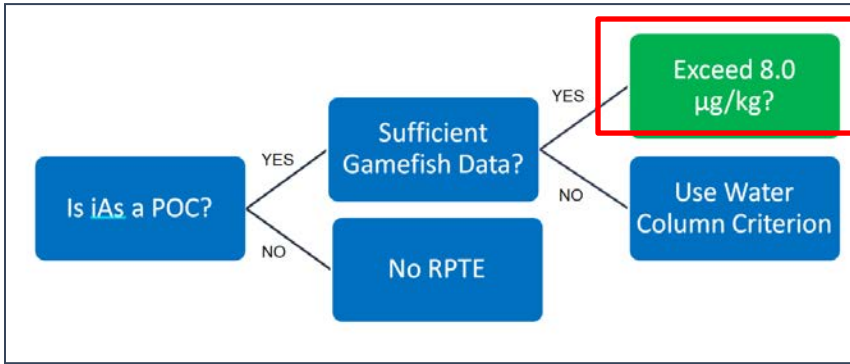 Is iAs a POC?
YES
NO
Sufficient
Gamefish Data?
No RPTE
YES
NO
Exceed 8.0
µg/kg?
Use Water
Column Criterion